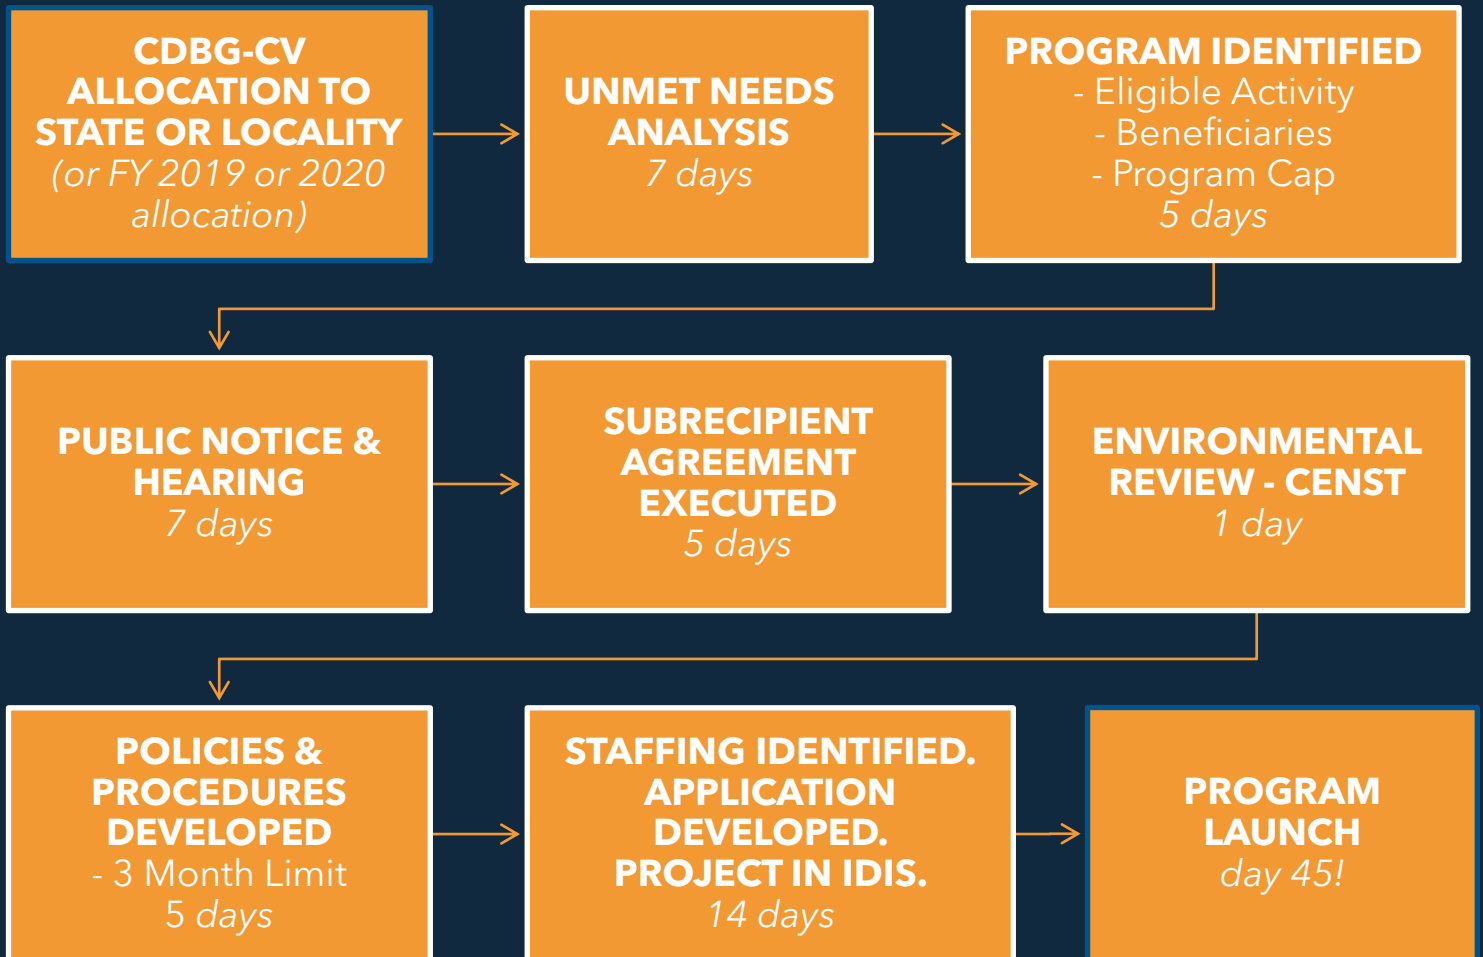 CDBG-CV
ALLOCATION TO
STATE OR LOCALITY
(or FY 2019 or 2020
allocation)
UNMET NEEDS
ANALYSIS
7 days
PROGRAM IDENTIFIED
- Eligible Activity
- Beneficiaries
- Program Cap
5 days
PUBLIC NOTICE &
HEARING
7 days
SUBRECIPIENT
AGREEMENT
EXECUTED
5 days
ENVIRONMENTAL
REVIEW - CENST
1 day
POLICIES &
PROCEDURES
DEVELOPED
- 3 Month Limit
5 days
STAFFING IDENTIFIED.
APPLICATION
DEVELOPED.
PROJECT IN IDIS.
14 days
PROGRAM
LAUNCH
day 45!